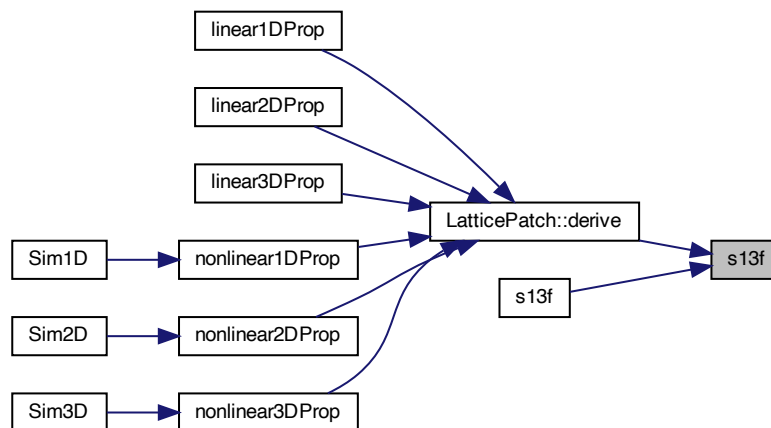 linear1DProp
linear2DProp
linear3DProp
LatticePatch::derive
Sim1D
nonlinear1DProp
s13f
s13f
Sim2D
nonlinear2DProp
Sim3D
nonlinear3DProp